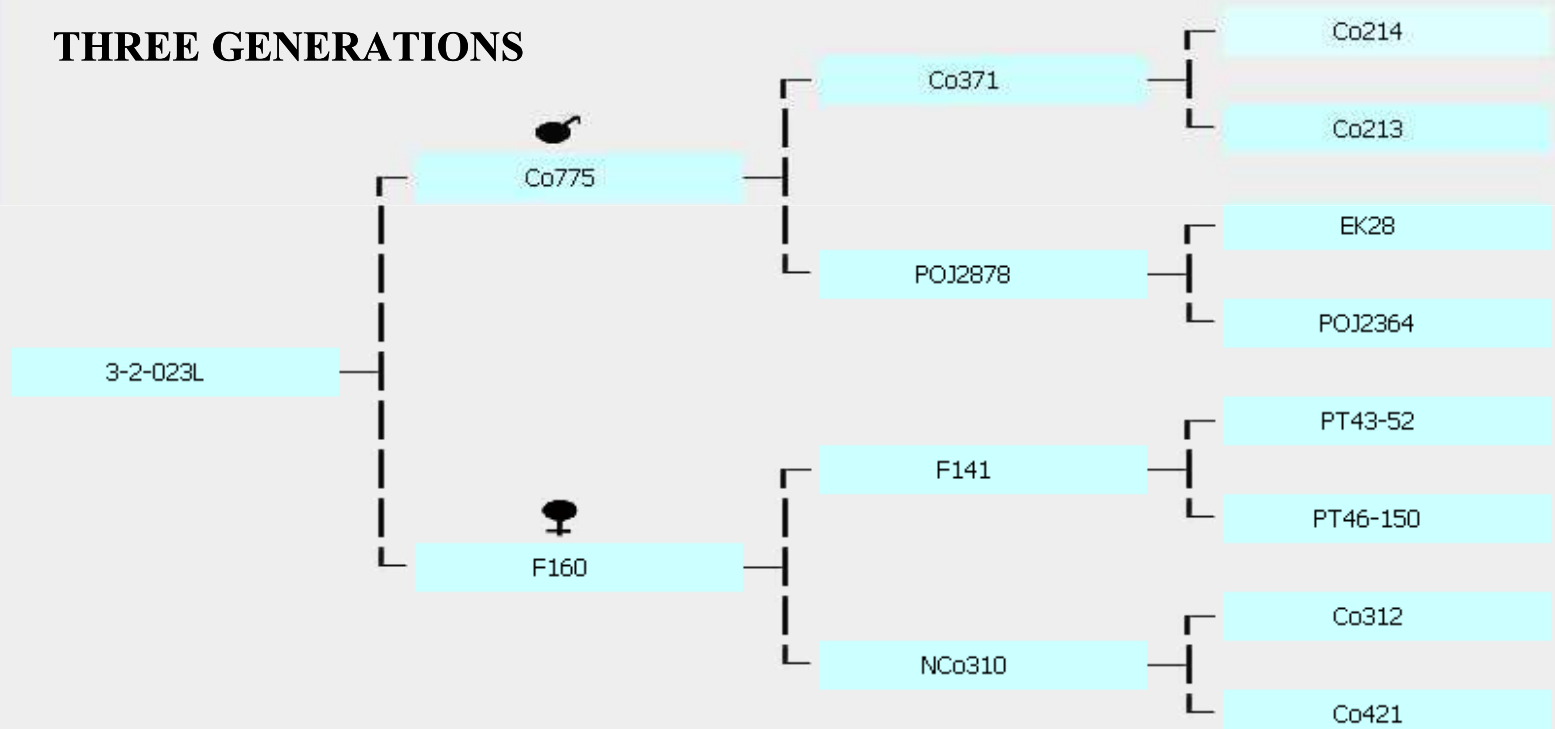 THREE GENERATIONS
Co214
Co371
Co213
Co775
EK28
POJ2878
POJ2364
3-2-023L
PT43-52
F141
PT46-150
F160
Co312
NCo310
Co421